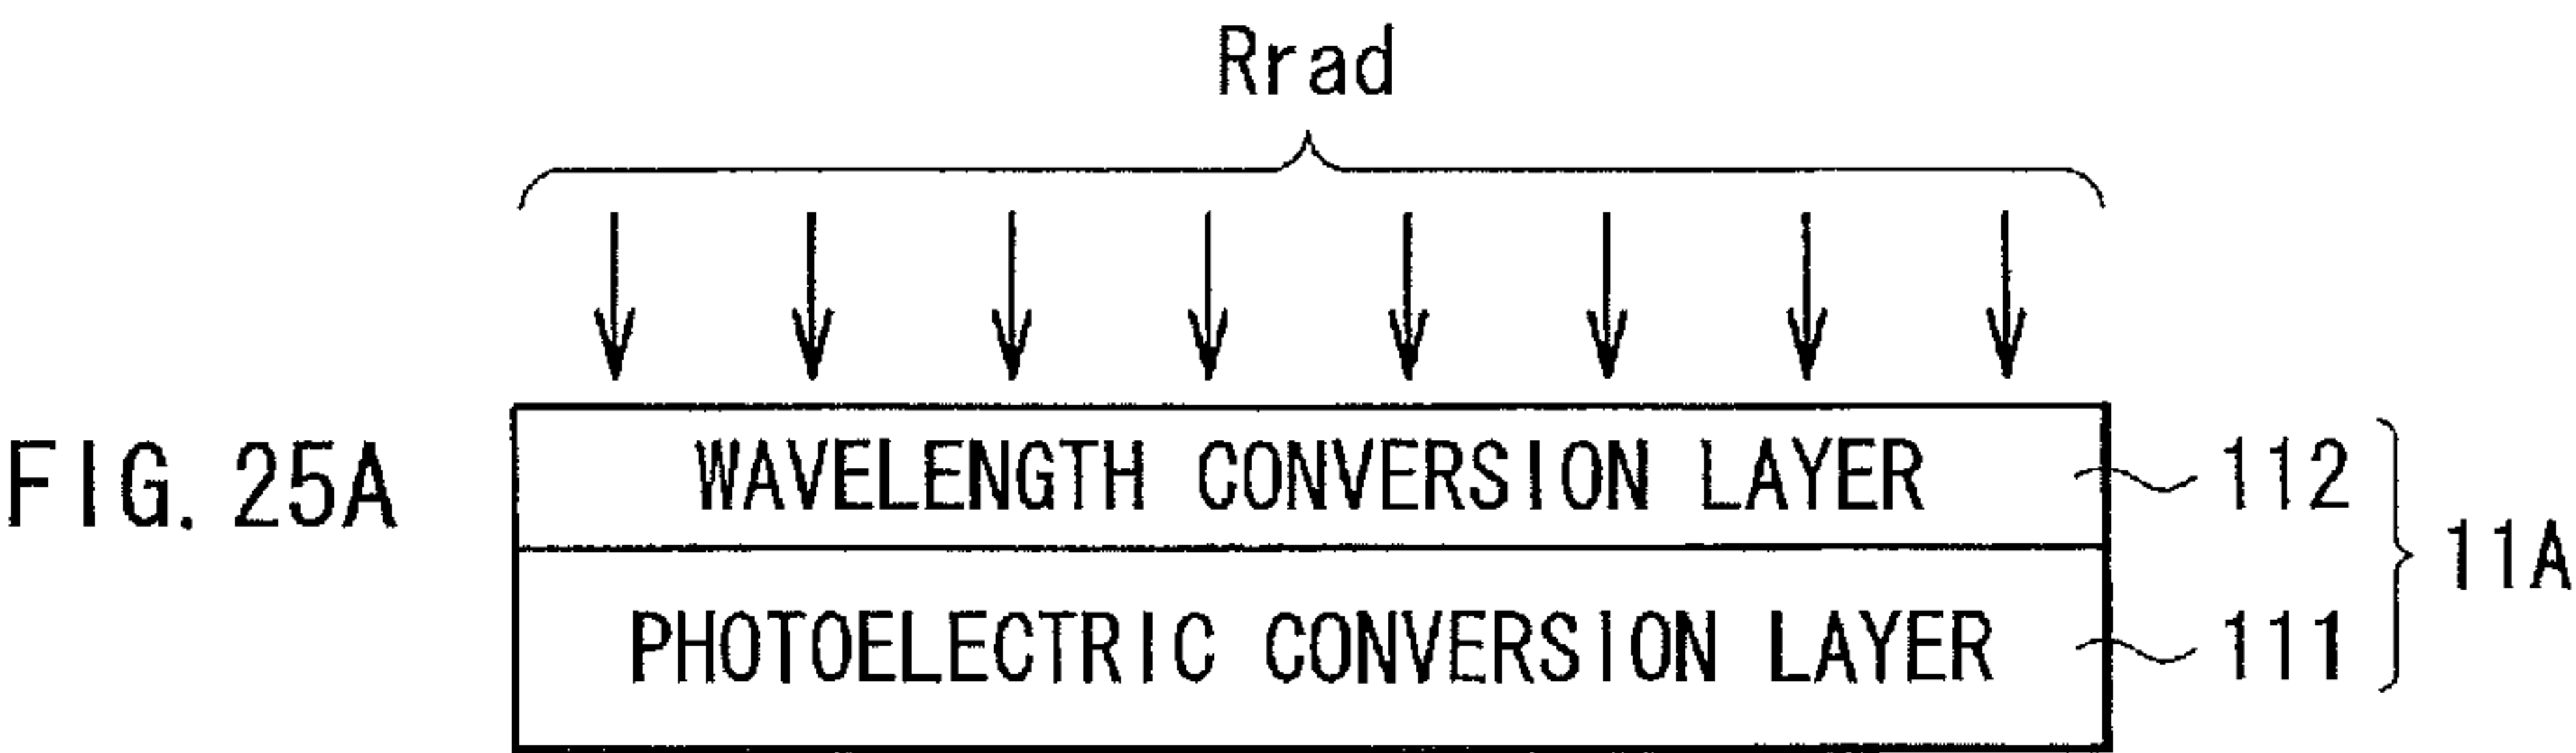 Rrad
FIG. 25A
WAVELENGTH CONVERSION LAYER 112
11A
PHOTOELECTRIC CONVERSION LAYER 111